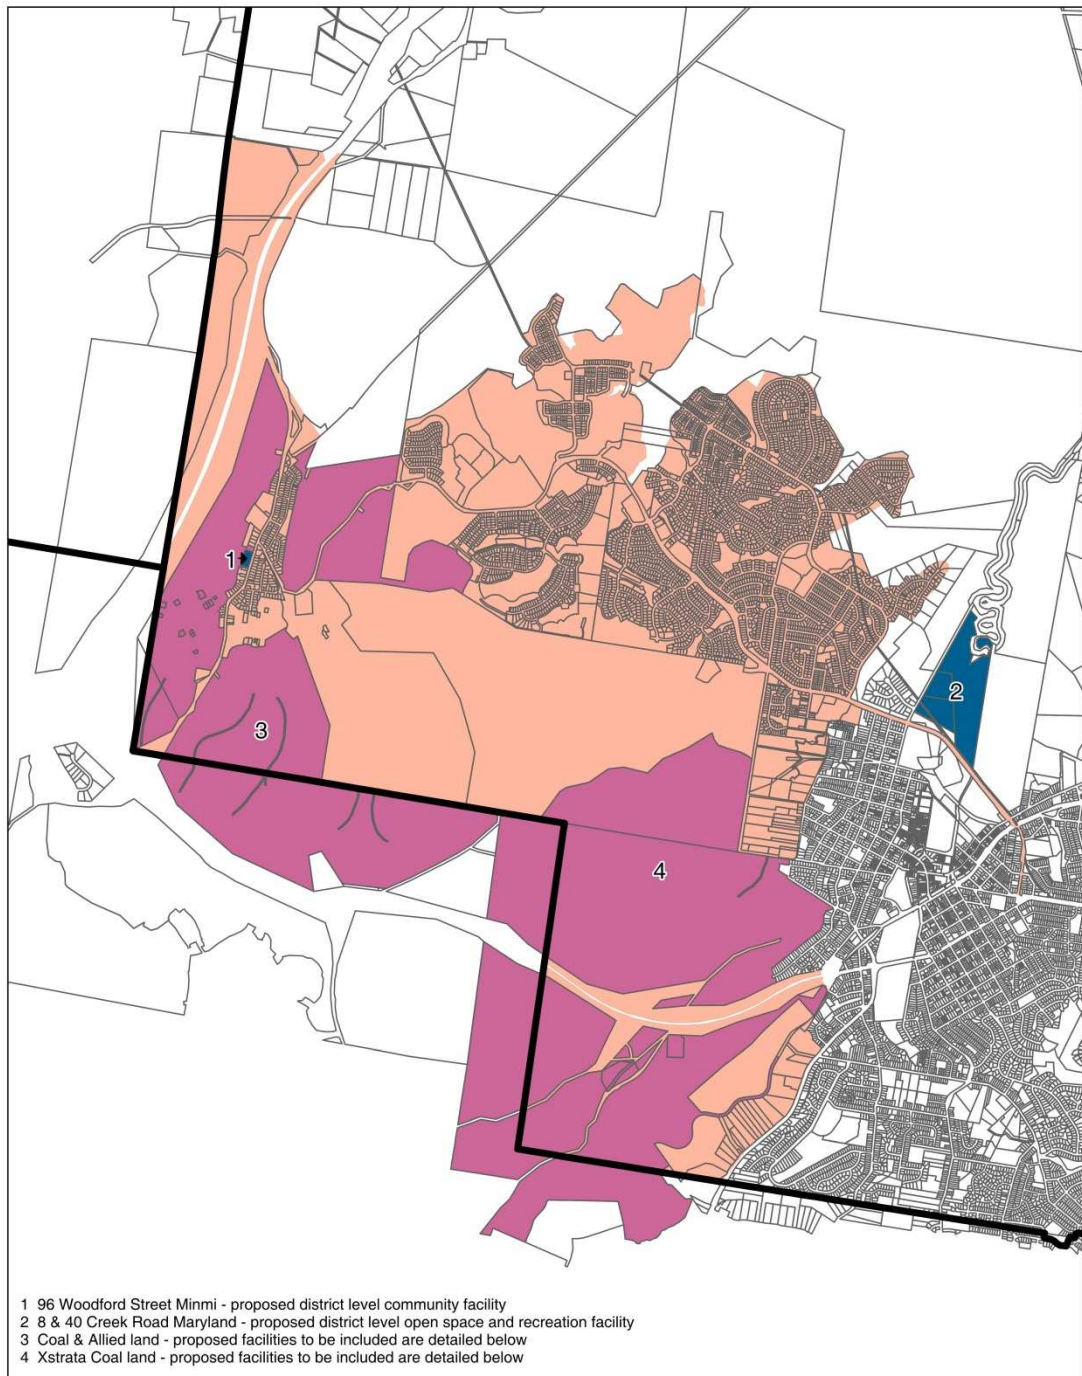 1
2
3
4
1 96 Woodford Street Minmi - proposed district level community facility
2 8 & 40 Creek Road Maryland - proposed district level open space and recreation facility
3 Coal & Allied land - proposed facilities to be included are detailed below
4 Xstrata Coal land - proposed facilities to be included are detailed below